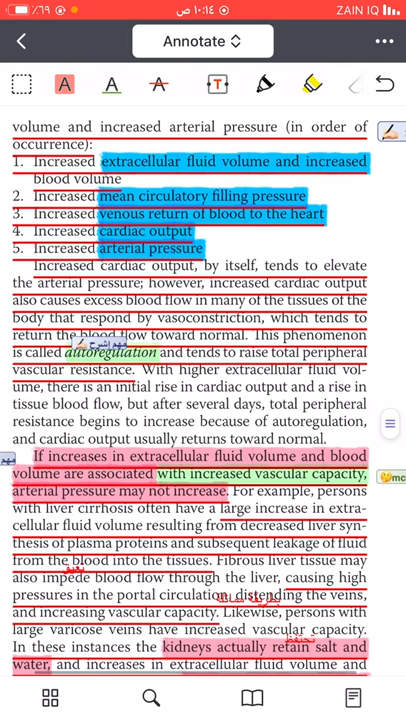 ٪٦٩ ١٠:١٤ ص ZAIN IQ
Annotate
A A A T
volume and increased arterial pressure (in order of
occurrence):
1. Increased extracellular fluid volume and increased
blood volume
2. Increased mean circulatory filling pressure
3. Increased venous return of blood to the heart
4. Increased cardiac output
5. Increased arterial pressure
Increased cardiac output, by itself, tends to elevate
the arterial pressure; however, increased cardiac output
also causes excess blood flow in many of the tissues of the
body that respond by vasoconstriction, which tends to
return the blood flow toward normal. This phenomenon
مهم إشرح
is called autoregulation and tends to raise total peripheral
vascular resistance. With higher extracellular fluid vol-
ume, there is an initial rise in cardiac output and a rise in
tissue blood flow, but after several days, total peripheral
resistance begins to increase because of autoregulation,
and cardiac output usually returns toward normal.
مهم
If increases in extracellular fluid volume and blood
volume are associated with increased vascular capacity,
mc
arterial pressure may not increase. For example, persons
with liver cirrhosis often have a large increase in extra-
cellular fluid volume resulting from decreased liver syn-
thesis of plasma proteins and subsequent leakage of fluid
from the blood into the tissues. Fibrous liver tissue may
يعيق
also impede blood flow through the liver, causing high
pressures in the portal circulation, distending the veins,
بطريقة مماثلة
and increasing vascular capacity. Likewise, persons with
large varicose veins have increased vascular capacity.
تحتفظ
In these instances the kidneys actually retain salt and
water, and increases in extracellular fluid volume and